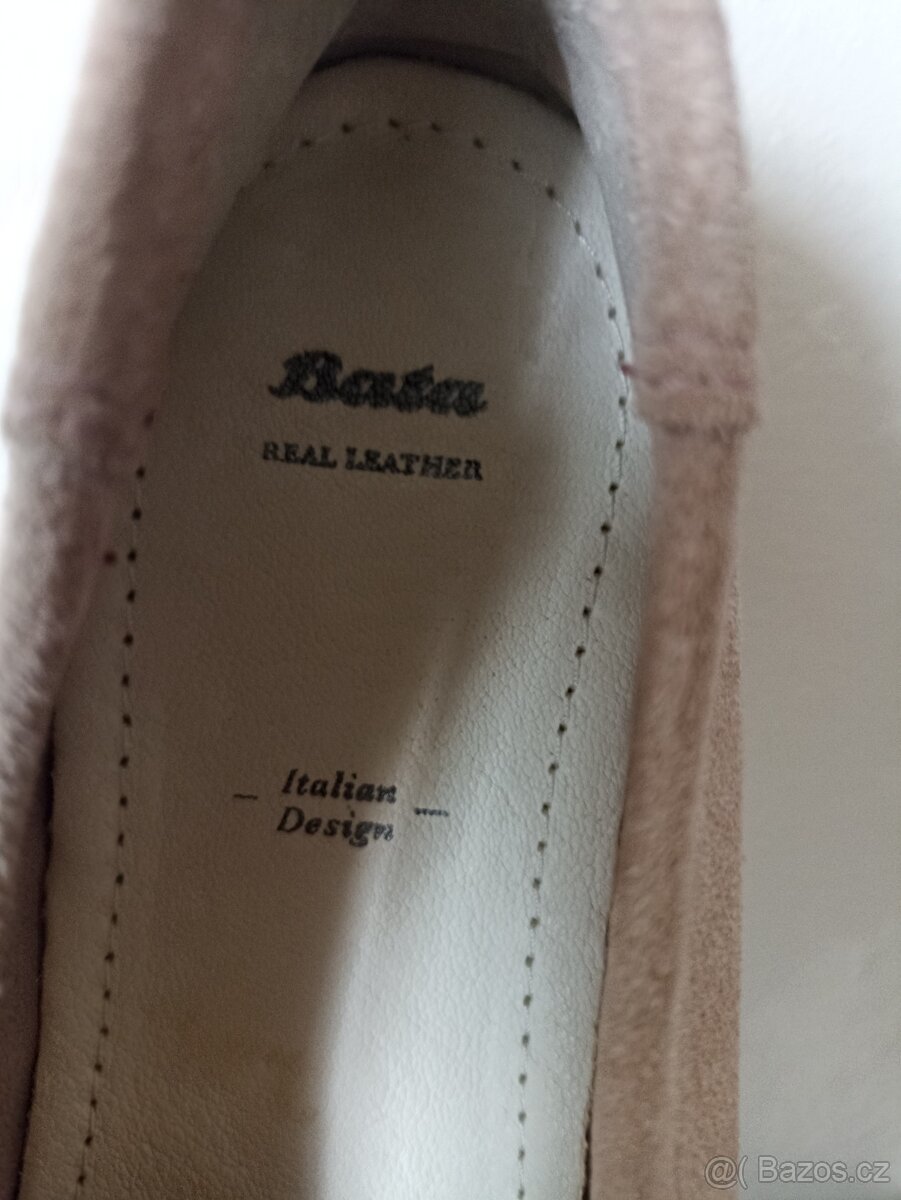 Bata
REAL LEATHER
— Italian —
Design
@( Bazos.cz